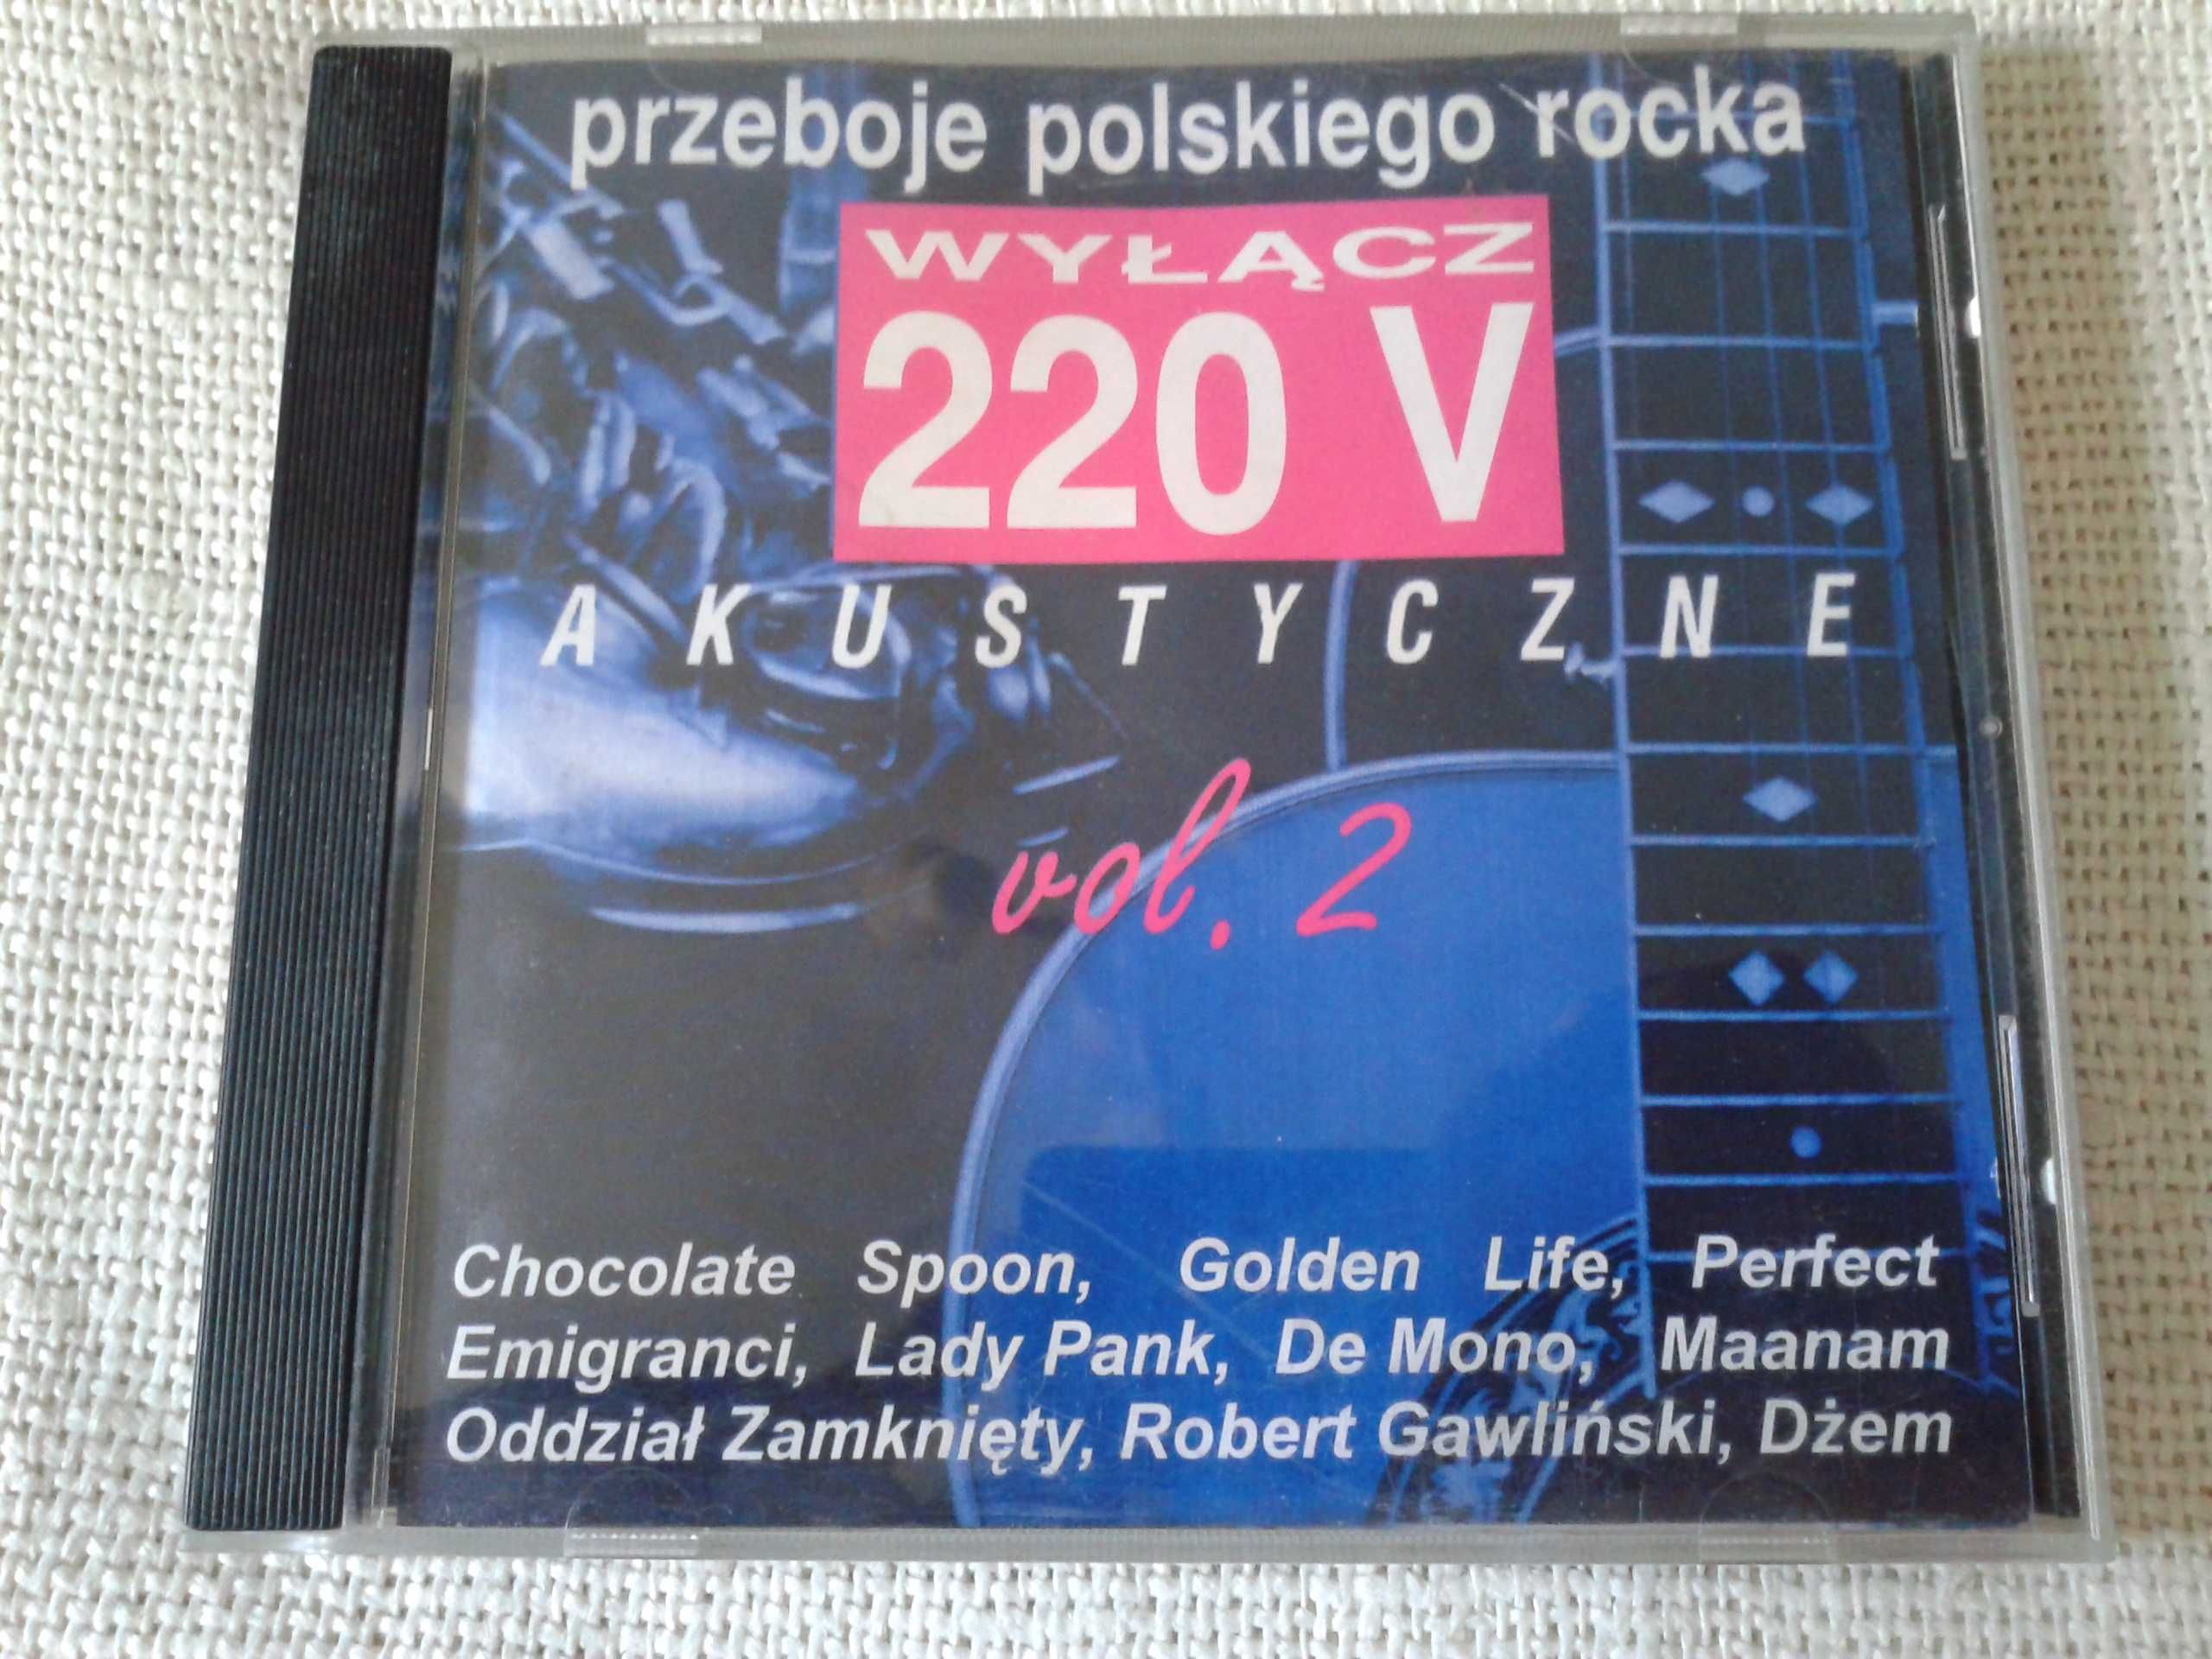 przeboje polskiego rocka
WYŁĄCZ
220 V
AKUSTYCZNE
vol. 2
Chocolate Spoon, Golden Life, Perfect
Emigranci, Lady Pank, De Mono, Maanam
Oddział Zamknięty, Robert Gawliński, Dżem